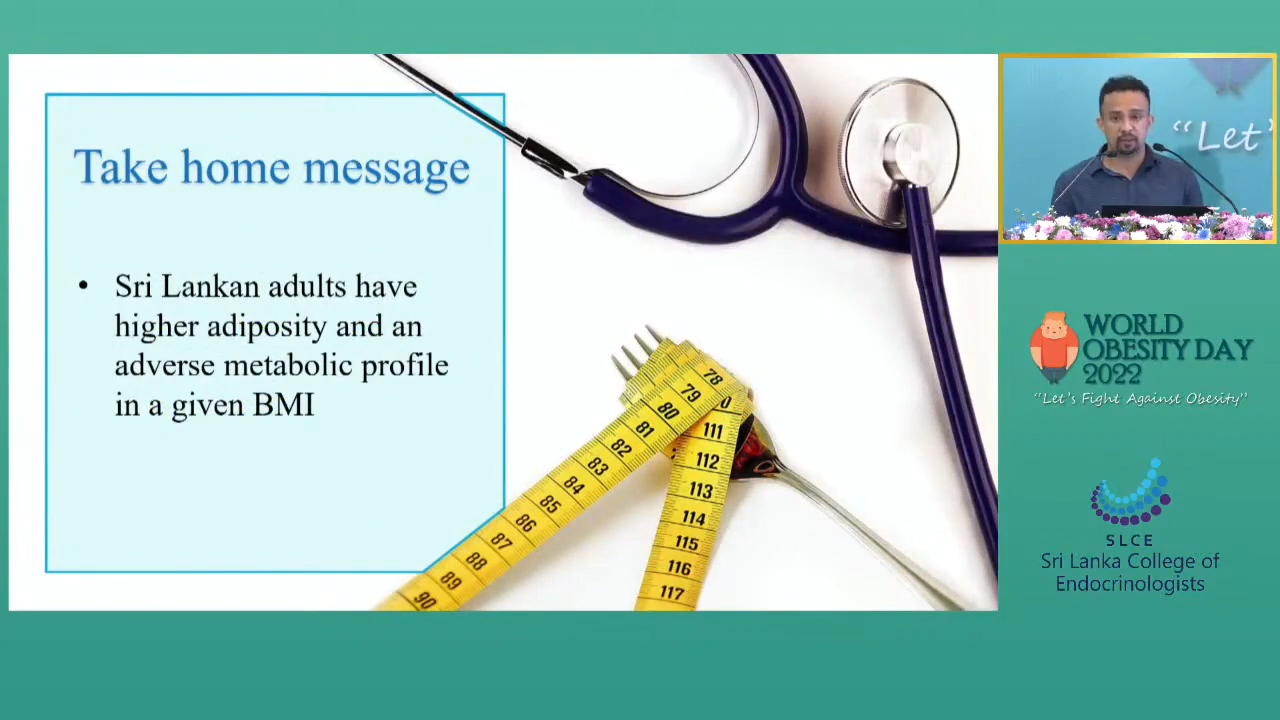 Take home message
• Sri Lankan adults have
higher adiposity and an
adverse metabolic profile
in a given BMI
78
79
80
81
82
83
84
85
86
87
88
89
90
111
112
113
114
115
116
117
“Let’
WORLD
OBESITY DAY
2022
“Let’s Fight Against Obesity”
SLCE
Sri Lanka College of
Endocrinologists